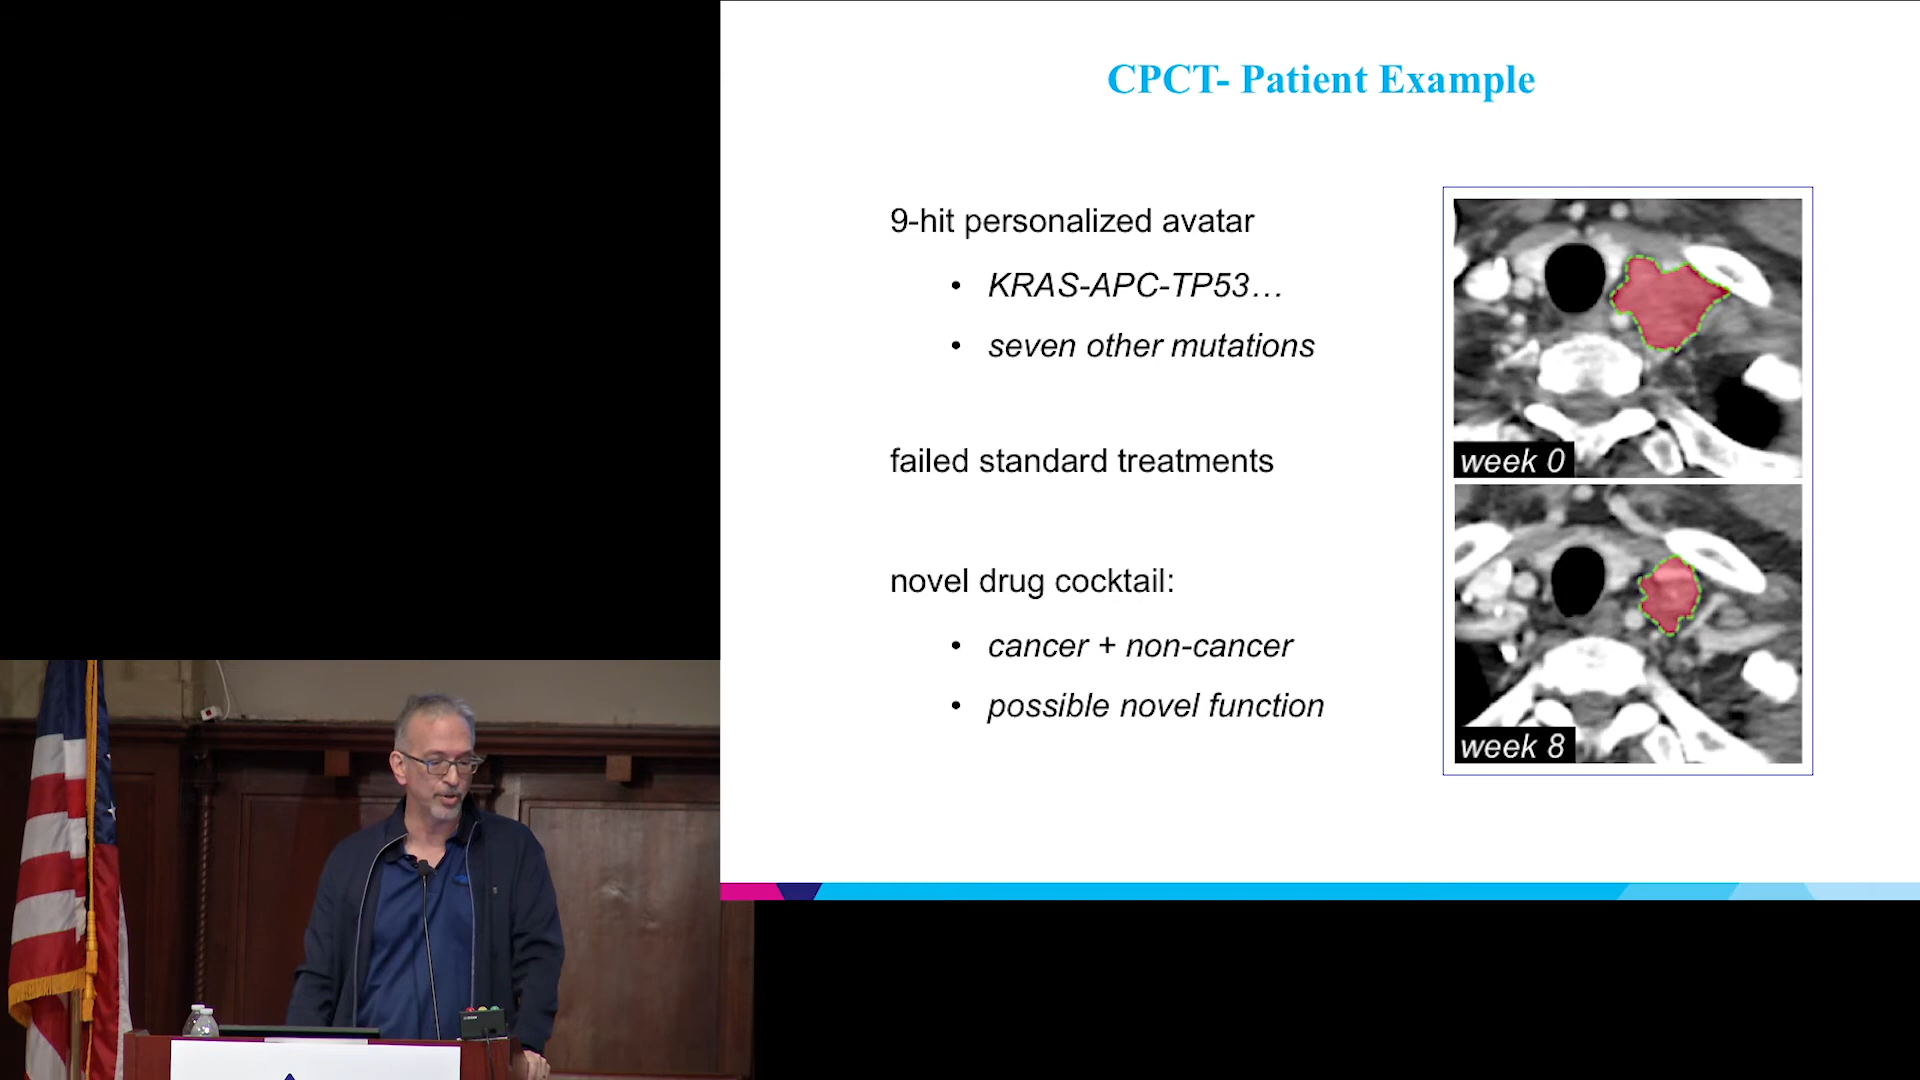 CPCT- Patient Example
9-hit personalized avatar
• KRAS-APC-TP53…
• seven other mutations
failed standard treatments
novel drug cocktail:
• cancer + non-cancer
• possible novel function
week 0
week 8